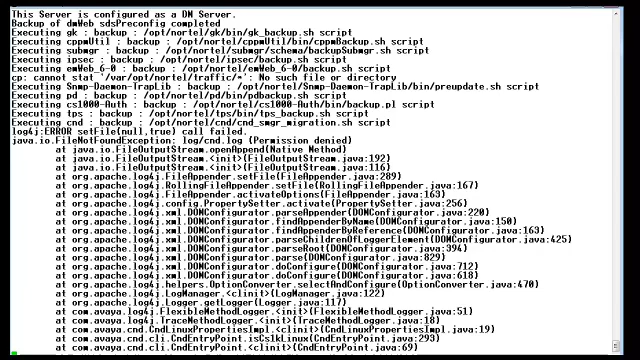 This Server is configured as a DN Server.
Backup of dmWeb sdsPreconfig completed
Executing gk : backup : /opt/nortel/gk/bin/gk_backup.sh script
Executing cppmUtil : backup : /opt/nortel/cppmUtil/bin/cppmBackup.sh script
Executing submgr : backup : /opt/nortel/submgr/schema/backupSubmgr.sh script
Executing ipsec : backup : /opt/nortel/ipsec/backup.sh script
Executing emWeb_6-0 : backup : /opt/nortel/emWeb_6-0/backup.sh script
cp: cannot stat '/var/opt/nortel/traffic/*': No such file or directory
Executing Snmp-Daemon-TrapLib : backup : /opt/nortel/Snmp-Daemon-TrapLib/bin/preupdate.sh script
Executing pd : backup : /opt/nortel/pd/bin/pdbackup.sh script
Executing cs1000-Auth : backup : /opt/nortel/cs1000-Auth/bin/backup.pl script
Executing tps : backup : /opt/nortel/tps/bin/tps_backup.sh script
Executing cnd : backup : /opt/nortel/cnd/cnd_smgr_migration.sh script
log4j:ERROR setFile(null,true) call failed.
java.io.FileNotFoundException: log/cnd.log (Permission denied)
at java.io.FileOutputStream.openAppend(Native Method)
at java.io.FileOutputStream.<init>(FileOutputStream.java:192)
at java.io.FileOutputStream.<init>(FileOutputStream.java:116)
at org.apache.log4j.FileAppender.setFile(FileAppender.java:289)
at org.apache.log4j.RollingFileAppender.setFile(RollingFileAppender.java:167)
at org.apache.log4j.FileAppender.activateOptions(FileAppender.java:163)
at org.apache.log4j.config.PropertySetter.activate(PropertySetter.java:256)
at org.apache.log4j.xml.DOMConfigurator.parseAppender(DOMConfigurator.java:220)
at org.apache.log4j.xml.DOMConfigurator.findAppenderByName(DOMConfigurator.java:150)
at org.apache.log4j.xml.DOMConfigurator.findAppenderByReference(DOMConfigurator.java:163)
at org.apache.log4j.xml.DOMConfigurator.parseChildrenOfLoggerElement(DOMConfigurator.java:425)
at org.apache.log4j.xml.DOMConfigurator.parseRoot(DOMConfigurator.java:394)
at org.apache.log4j.xml.DOMConfigurator.parse(DOMConfigurator.java:829)
at org.apache.log4j.xml.DOMConfigurator.doConfigure(DOMConfigurator.java:712)
at org.apache.log4j.xml.DOMConfigurator.doConfigure(DOMConfigurator.java:618)
at org.apache.log4j.helpers.OptionConverter.selectAndConfigure(OptionConverter.java:470)
at org.apache.log4j.LogManager.<clinit>(LogManager.java:122)
at org.apache.log4j.Logger.getLogger(Logger.java:117)
at com.avaya.log4j.FlexibleMethodLogger.<init>(FlexibleMethodLogger.java:51)
at com.avaya.log4j.TraceMethodLogger.<init>(TraceMethodLogger.java:18)
at com.avaya.cnd.CndLinuxPropertiesImpl.<clinit>(CndLinuxPropertiesImpl.java:19)
at com.avaya.cnd.cli.CndEntryPoint.isCs1kLinux(CndEntryPoint.java:293)
at com.avaya.cnd.cli.CndEntryPoint.<clinit>(CndEntryPoint.java:69)